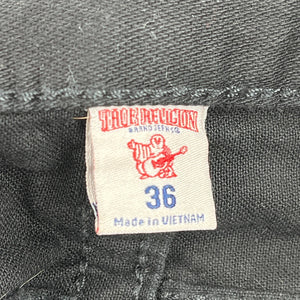 TRUE RELIGION
BRAND JEANS
36
Made in VIETNAM